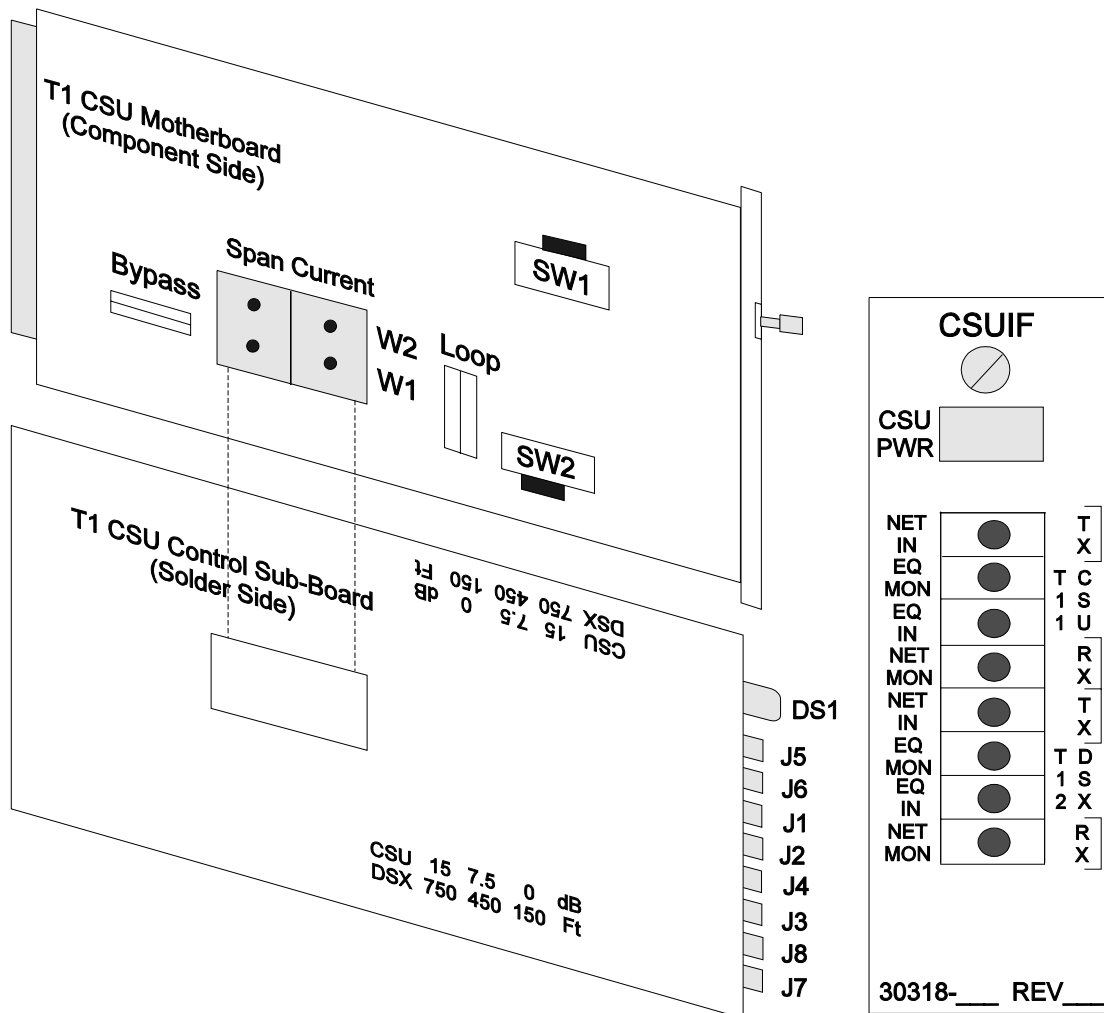 T1 CSU Motherboard
(Component Side)
Bypass
Span Current
W2
W1
Loop
SW1
SW2
T1 CSU Control Sub-Board
(Solder Side)
CSU 15 7.5 0 dB
DSX 750 450 150 Ft
CSU 15 7.5 0 dB
DSX 750 450 150 Ft
DS1
J5
J6
J1
J2
J4
J3
J8
J7
CSUIF
CSU
PWR
NET
IN
EQ
MON
EQ
IN
NET
MON
NET
IN
EQ
MON
EQ
IN
NET
MON
TX
T11 CSU
RX
TX
T12 DSX
RX
30318-___ REV___